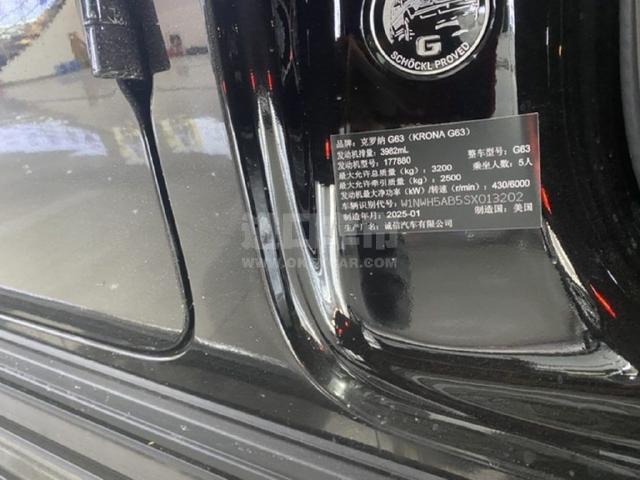 G
SCHÖCKL PROVED
品牌：克罗纳 G63（KRONA G63）
发动机排量：3982mL 整车型号：G63
发动机型号：177880 乘坐人数：5人
最大允许总质量（kg）：3200
最大允许牵引质量（kg）：2500
发动机最大净功率（kW）/转速（r/min）：430/6000
车辆识别代号：W1NWH5AB5SX013202
制造年月：2025-01 制造国：美国
生产厂名：诚信汽车有限公司